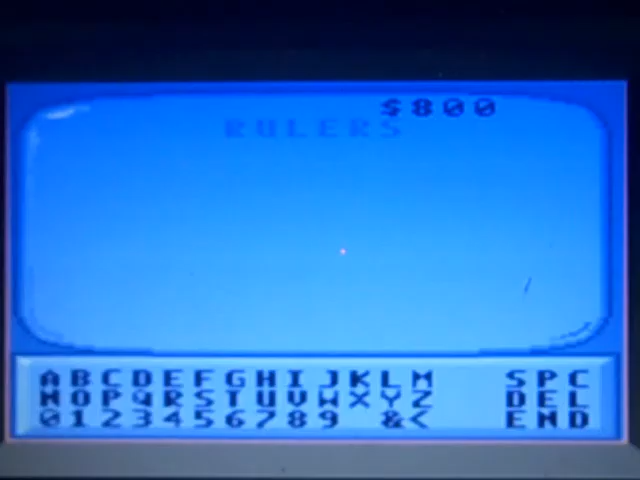 $800
RULERS
ABCDEFGHIJKLM SPC
NOPQRSTUVWXYZ DEL
0123456789 &< END